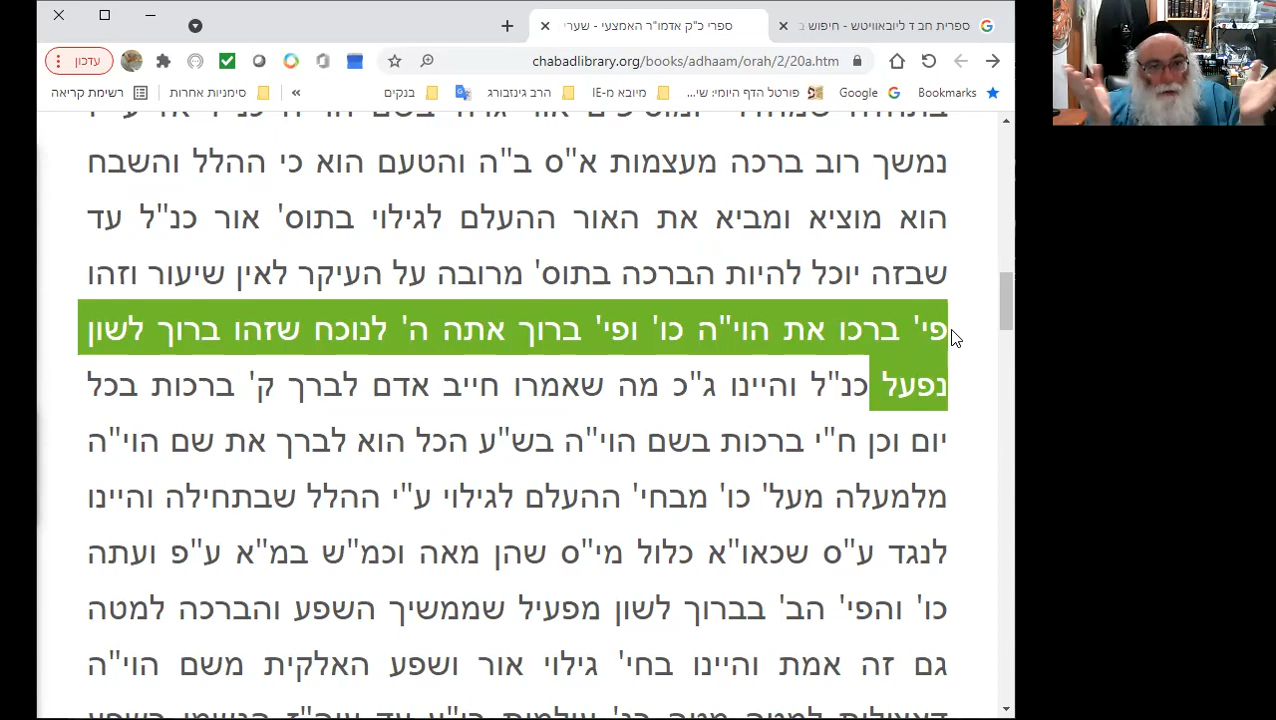 ספרי כ"ק אדמו"ר האמצעי - שערי
ספרית חב ד ליובאוויטש - חיפוש ב
עדכון
chabadlibrary.org/books/adhaam/orah/2/20a.htm
Bookmarks
Google
פורטל הדף היומי: שי...
מיובא מ-IE
הרב גינזבורג
בנקים
»
סימניות אחרות
רשימת קריאה
נמשך רוב ברכה מעצמות א"ס ב"ה והטעם הוא כי ההלל והשבח
הוא מוציא ומביא את האור ההעלם לגילוי בתוס' אור כנ"ל עד
שבזה יוכל להיות הברכה בתוס' מרובה על העיקר לאין שיעור וזהו
פי' ברכו את הוי"ה כו' ופי' ברוך אתה ה' לנוכח שזהו ברוך לשון
נפעל כנ"ל והיינו ג"כ מה שאמרו חייב אדם לברך ק' ברכות בכל
יום וכן ח"י ברכות בשם הוי"ה בש"ע הכל הוא לברך את שם הוי"ה
מלמעלה מעל' כו' מבחי' ההעלם לגילוי ע"י ההלל שבתחילה והיינו
לנגד ע"ס שכאו"א כלול מי"ס שהן מאה וכמ"ש במ"א ע"פ ועתה
כו' והפי' הב' בברוך לשון מפעיל שממשיך השפע והברכה למטה
גם זה אמת והיינו בחי' גילוי אור ושפע האלקית משם הוי"ה